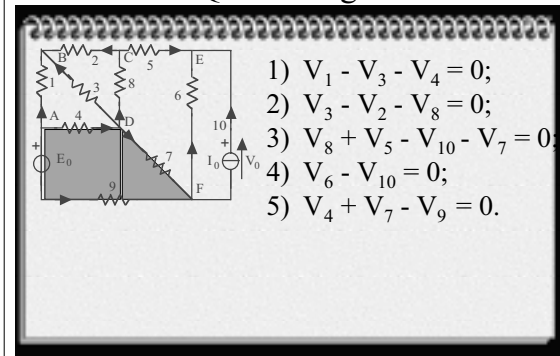 B
2
C
5
E
1
3
8
6
A
4
D
10
+
+
E₀
7
I₀
V₀
9
F
1) V₁ - V₃ - V₄ = 0;
2) V₃ - V₂ - V₈ = 0;
3) V₈ + V₅ - V₁₀ - V₇ = 0;
4) V₆ - V₁₀ = 0;
5) V₄ + V₇ - V₉ = 0.